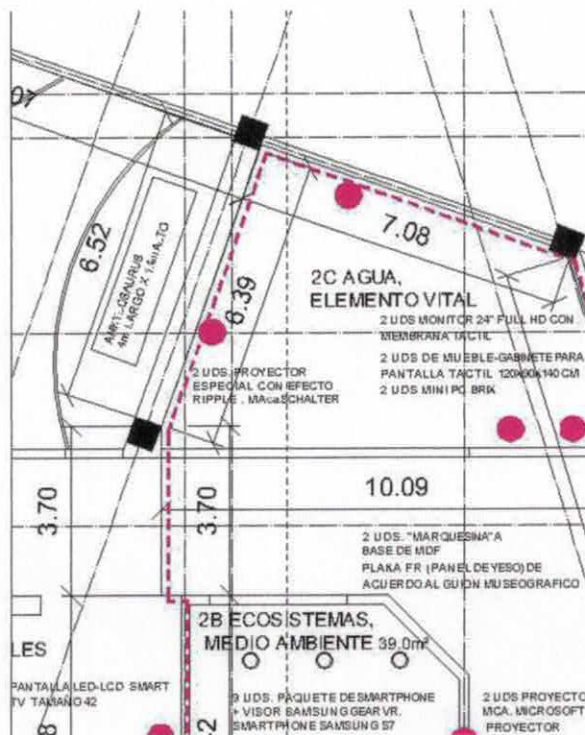 7.08
6.52
6.39
4m LARGO X 1.6m ALTO
2C AGUA,
ELEMENTO VITAL
2 UDS MONITOR 24" FULL HD CON
MEMBRANA TACTIL
2 UDS DE MUEBLE-GABINETE PARA
PANTALLA TACTIL 120X90X140 CM
2 UDS MINI PC BRIX
2 UDS. PROYECTOR
ESPECIAL CON EFECTO
RIPPLE . MAca SCHALTER
3.70
3.70
10.09
2 UDS. "MARQUESINA" A
BASE DE MDF
PLAKA FR (PANEL DE YESO) DE
ACUERDO AL GUION MUSEOGRAFICO
2B ECOSISTEMAS,
MEDIO AMBIENTE 39.0m²
LES
PANTALLA LED-LCD SMART
TV TAMAÑO 42
9 UDS. PAQUETE DE SMARTPHONE
+ VISOR SAMSUNG GEAR VR.
SMARTPHONE SAMSUNG S7
2 UDS PROYECTO
MCA. MICROSOFT
PROYECTOR